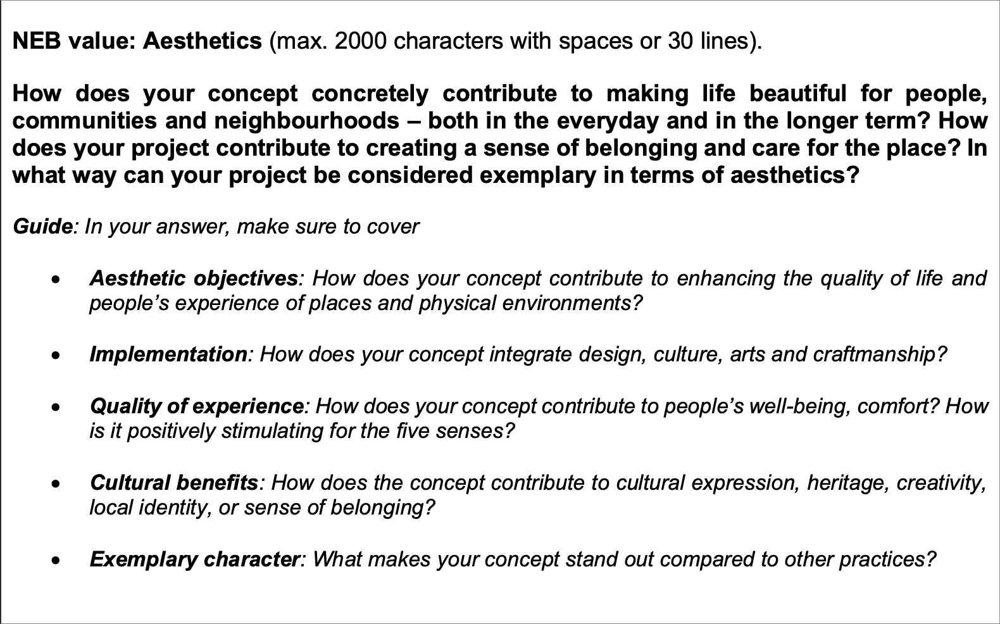 NEB value: Aesthetics (max. 2000 characters with spaces or 30 lines).
How does your concept concretely contribute to making life beautiful for people,
communities and neighbourhoods – both in the everyday and in the longer term? How
does your project contribute to creating a sense of belonging and care for the place? In
what way can your project be considered exemplary in terms of aesthetics?
Guide: In your answer, make sure to cover
• Aesthetic objectives: How does your concept contribute to enhancing the quality of life and
people’s experience of places and physical environments?
• Implementation: How does your concept integrate design, culture, arts and craftmanship?
• Quality of experience: How does your concept contribute to people’s well-being, comfort? How
is it positively stimulating for the five senses?
• Cultural benefits: How does the concept contribute to cultural expression, heritage, creativity,
local identity, or sense of belonging?
• Exemplary character: What makes your concept stand out compared to other practices?